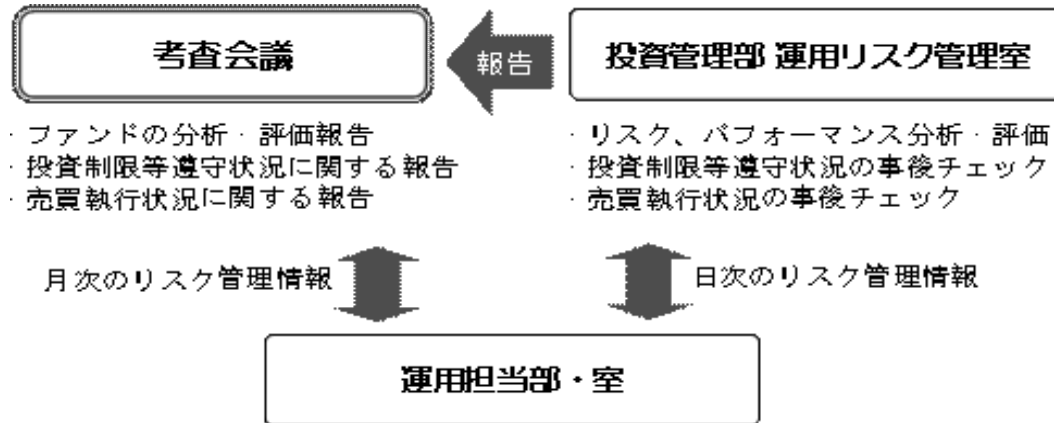 考査会議
報告
投資管理部 運用リスク管理室
· ファンドの分析・評価報告
· 投資制限等遵守状況に関する報告
· 売買執行状況に関する報告
· リスク、パフォーマンス分析・評価
· 投資制限等遵守状況の事後チェック
· 売買執行状況の事後チェック
月次のリスク管理情報
日次のリスク管理情報
運用担当部・室